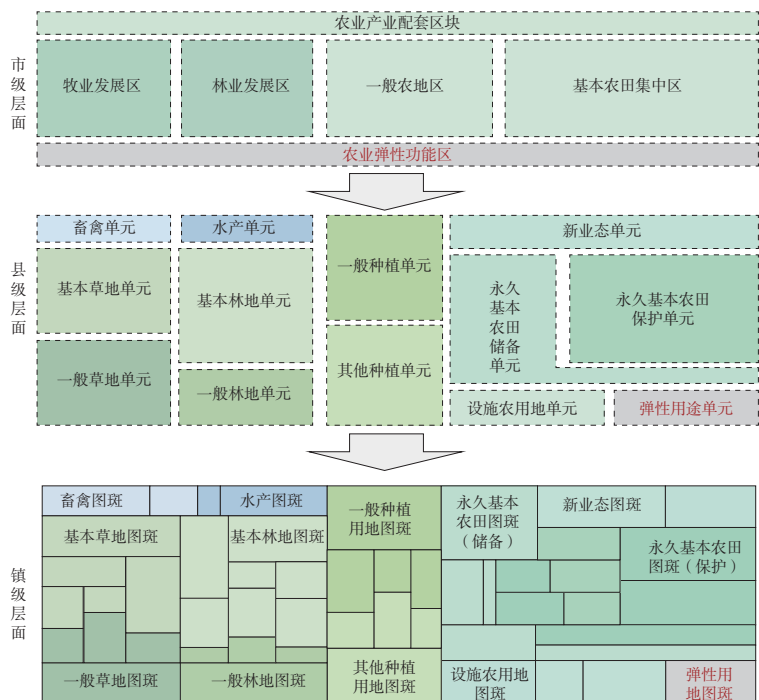 农业产业配套区块
市级层面
牧业发展区
林业发展区
一般农地区
基本农田集中区
农业弹性功能区
县级层面
畜禽单元
水产单元
一般种植单元
新业态单元
基本草地单元
基本林地单元
永久
基本
农田
储备
单元
永久基本农田
保护单元
一般草地单元
一般林地单元
其他种植单元
设施农用地单元
弹性用途单元
镇级层面
畜禽图斑
水产图斑
一般种植
用地图斑
永久基本
农田图斑
（储备）
新业态图斑
基本草地图斑
基本林地图斑
永久基本农田
图斑（保护）
一般草地图斑
一般林地图斑
其他种植
用地图斑
设施农用地
图斑
弹性用
地图斑